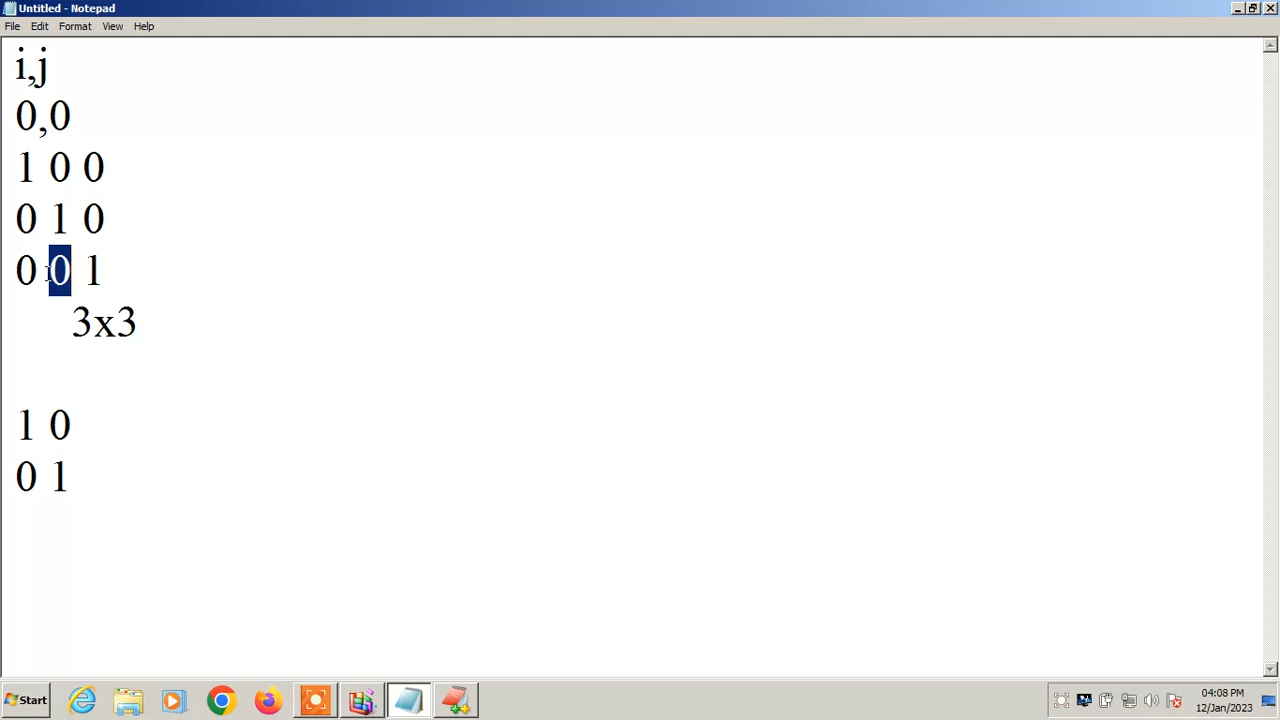 Untitled - Notepad
File Edit Format View Help
i,j
0,0
1 0 0
0 1 0
0 0 1
3x3
1 0
0 1
Start
04:08 PM
12/Jan/2023